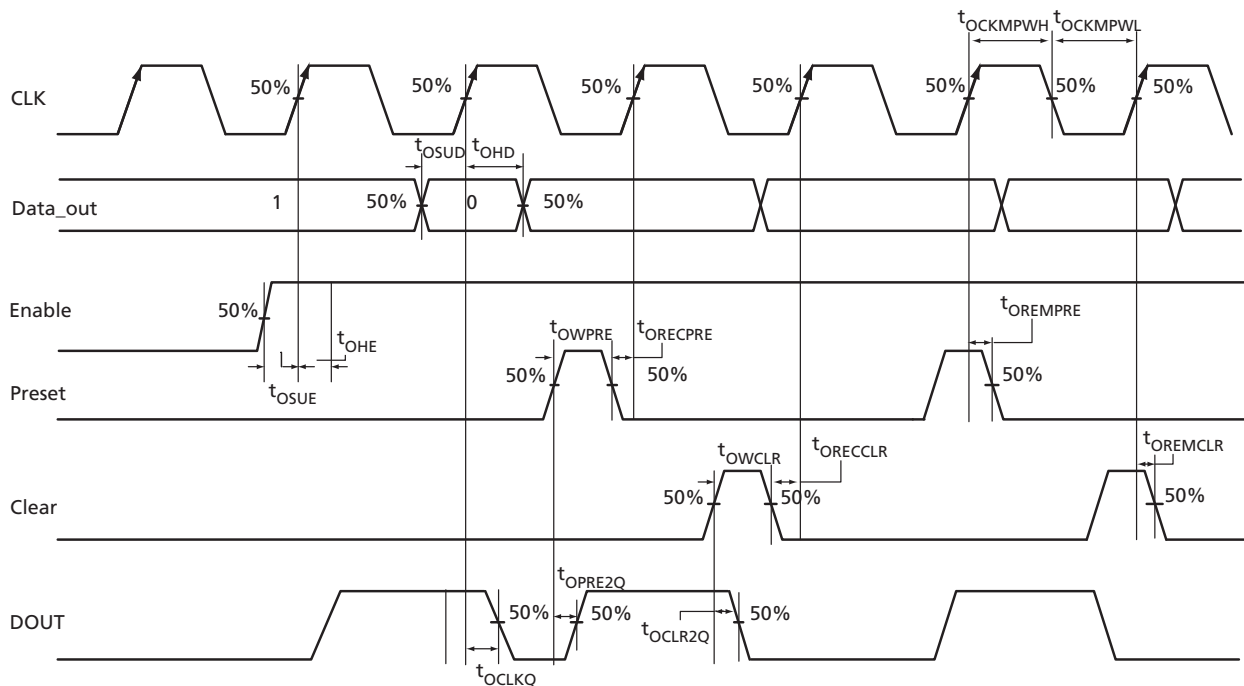 tOCKMPWH tOCKMPWL
CLK 50% 50% 50% 50% 50% 50% 50%
tOSUD tOHD
Data_out 1 50% 0 50%
Enable 50%
tOHE
tOSUE
tOWPRE tORECPRE tOREMPRE
Preset 50% 50% 50%
tOWCLR tORECCLR tOREMCLR
Clear 50% 50% 50%
tOPRE2Q
DOUT 50% 50% 50%
tOCLR2Q
tOCLKQ